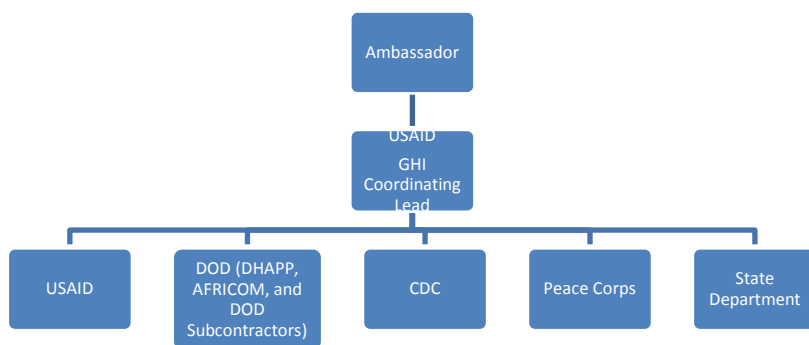 Ambassador
USAID
GHI
Coordinating
Lead
USAID
DOD (DHAPP,
AFRICOM, and
DOD
Subcontractors)
CDC
Peace Corps
State
Department